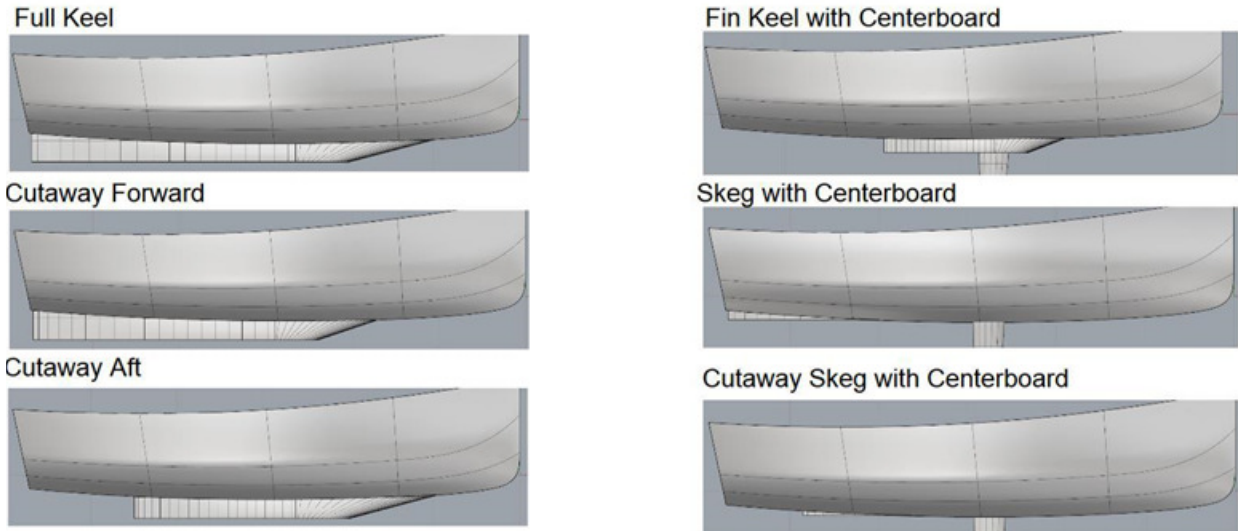 Full Keel
Fin Keel with Centerboard
Cutaway Forward
Skeg with Centerboard
Cutaway Aft
Cutaway Skeg with Centerboard